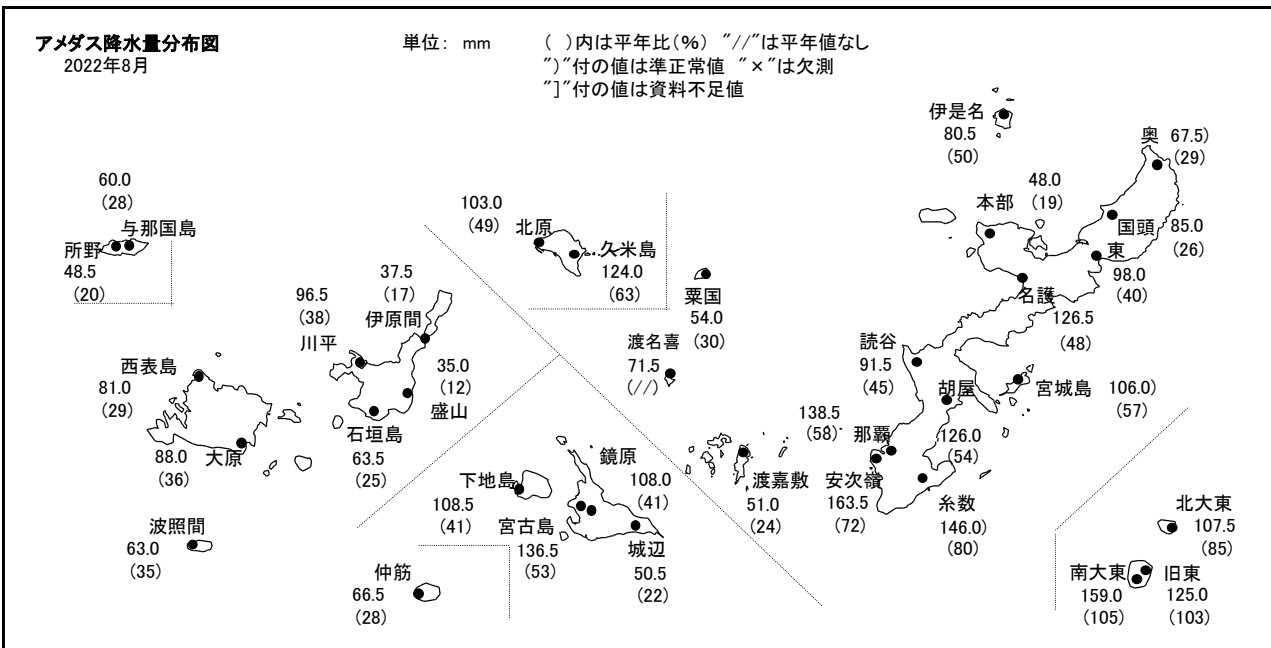 アメダス降水量分布図
2022年8月
単位: mm
( )内は平年比(%) "//"は平年値なし
")"付の値は準正常値 "×"は欠測
"]"付の値は資料不足値
伊是名
80.5
(50)
奥 67.5)
(29)
48.0
(19)
本部
国頭 85.0
(26)
東
98.0
(40)
名護
126.5
(48)
60.0
(28)
与那国島
所野
48.5
(20)
103.0
(49)
北原
久米島
124.0
(63)
粟国
54.0
(30)
渡名喜
71.5
(//)
読谷
91.5
(45)
胡屋
126.0
(54)
宮城島 106.0)
(57)
37.5
(17)
伊原間
96.5
(38)
川平
35.0
(12)
盛山
石垣島
63.5
(25)
西表島
81.0
(29)
88.0
(36)
大原
波照間
63.0
(35)
138.5
(58)
那覇
安次嶺
163.5
(72)
糸数
146.0)
(80)
渡嘉敷
51.0
(24)
鏡原
108.0
(41)
下地島
108.5
(41)
宮古島
136.5
(53)
城辺
50.5
(22)
仲筋
66.5
(28)
北大東
107.5
(85)
南大東
159.0
(105)
旧東
125.0
(103)